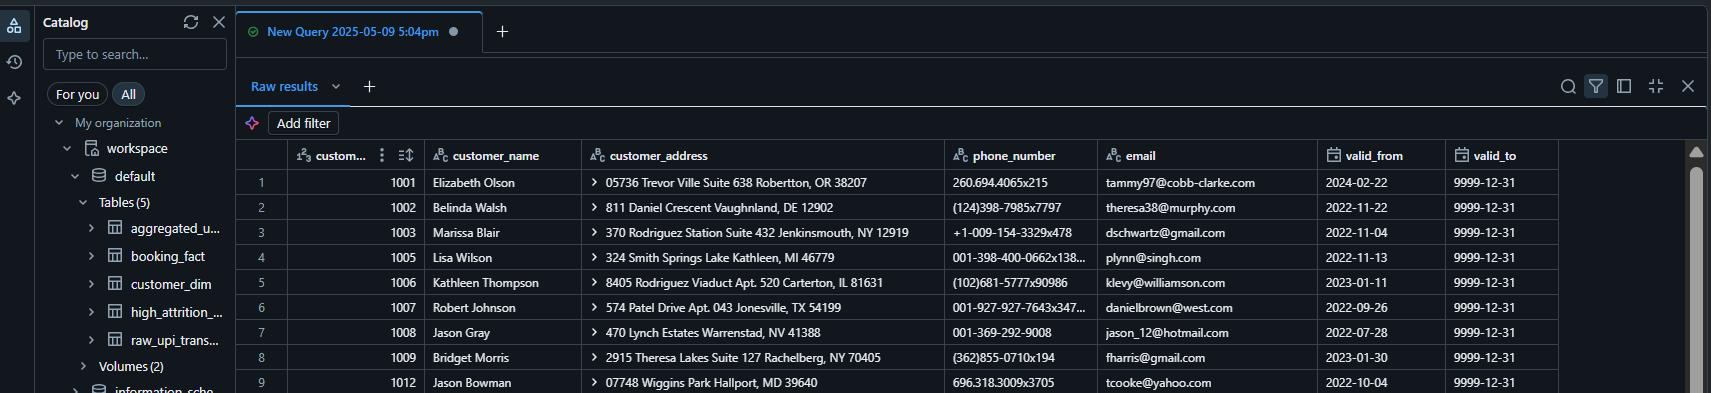 Catalog
New Query 2025-05-09 5:04pm
Type to search...
For you All
My organization
workspace
default
Tables (5)
aggregated_u...
booking_fact
customer_dim
high_attrition_...
raw_upi_trans...
Volumes (2)
Raw results
Add filter
custom... customer_name customer_address phone_number email valid_from valid_to
1 1001 Elizabeth Olson 05736 Trevor Ville Suite 638 Robertton, OR 38207 260.694.4065x215 tammy97@cobb-clarke.com 2024-02-22 9999-12-31
2 1002 Belinda Walsh 811 Daniel Crescent Vaughnland, DE 12902 (124)398-7985x7797 theresa38@murphy.com 2022-11-22 9999-12-31
3 1003 Marissa Blair 370 Rodriguez Station Suite 432 Jenkinsmouth, NY 12919 +1-009-154-3329x478 dschwartz@gmail.com 2022-11-04 9999-12-31
4 1005 Lisa Wilson 324 Smith Springs Lake Kathleen, MI 46779 001-398-400-0662x138... plynn@singh.com 2022-11-13 9999-12-31
5 1006 Kathleen Thompson 8405 Rodriguez Viaduct Apt. 520 Carterton, IL 81631 (102)681-5777x90986 klevy@williamson.com 2023-01-11 9999-12-31
6 1007 Robert Johnson 574 Patel Drive Apt. 043 Jonesville, TX 54199 001-927-927-7643x347... danielbrown@west.com 2022-09-26 9999-12-31
7 1008 Jason Gray 470 Lynch Estates Warrenstad, NV 41388 001-369-292-9008 jason_12@hotmail.com 2022-07-28 9999-12-31
8 1009 Bridget Morris 2915 Theresa Lakes Suite 127 Rachelberg, NY 70405 (362)855-0710x194 fharris@gmail.com 2023-01-30 9999-12-31
9 1012 Jason Bowman 07748 Wiggins Park Hallport, MD 39640 696.318.3009x3705 tcooke@yahoo.com 2022-10-04 9999-12-31